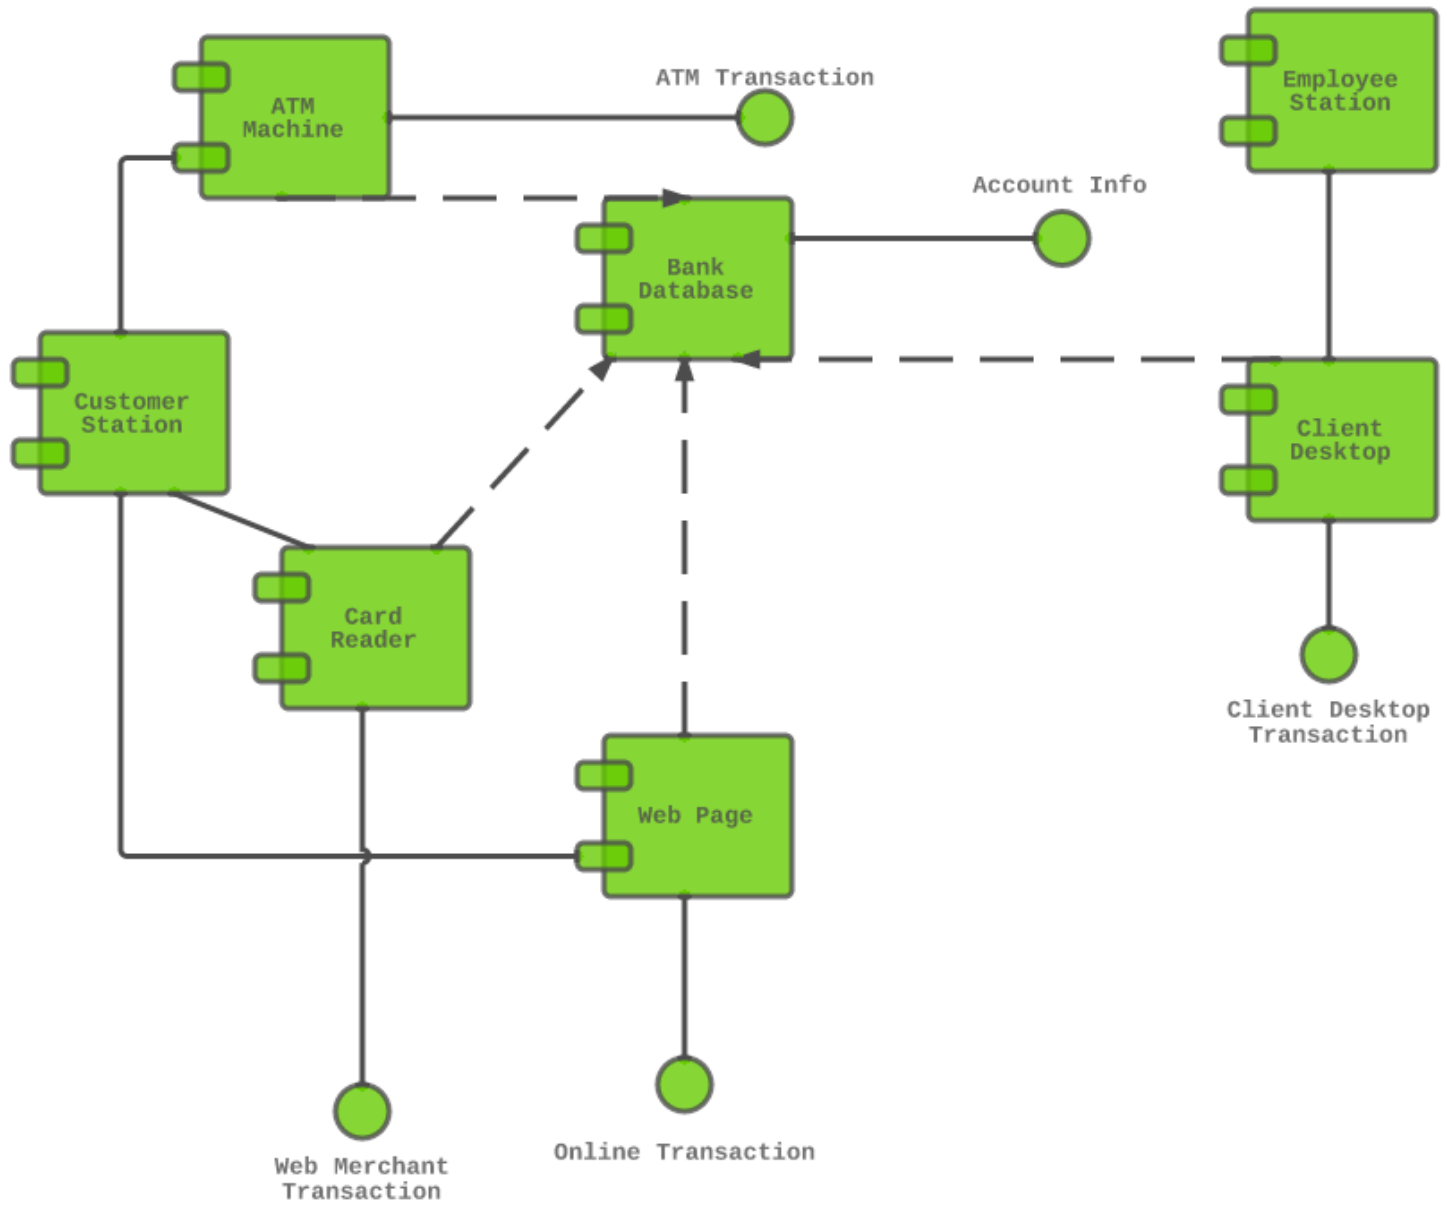 ATM Transaction
Employee
Station
ATM
Machine
Account Info
Bank
Database
Customer
Station
Client
Desktop
Card
Reader
Client Desktop
Transaction
Web Page
Online Transaction
Web Merchant
Transaction